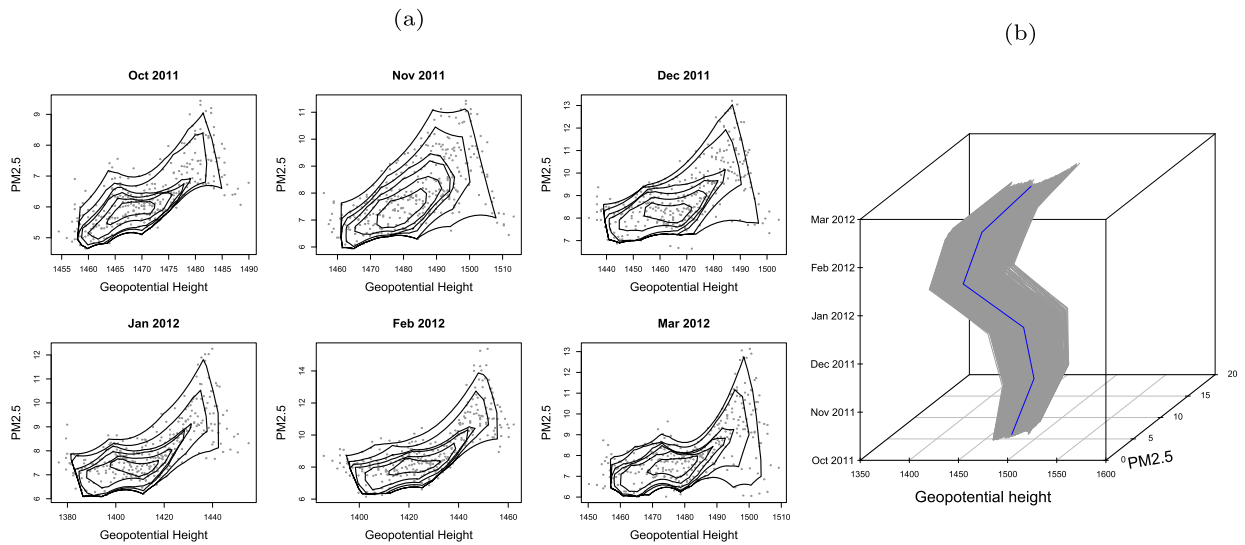 (a)
(b)
Oct 2011
Nov 2011
Dec 2011
PM2.5
5 6 7 8 9
1455 1460 1465 1470 1475 1480 1485 1490
Geopotential Height
PM2.5
6 7 8 9 10 11
1460 1470 1480 1490 1500 1510
Geopotential Height
PM2.5
7 8 9 10 11 12 13
1440 1450 1460 1470 1480 1490 1500
Geopotential Height
Jan 2012
Feb 2012
Mar 2012
PM2.5
6 7 8 9 10 11 12
1380 1400 1420 1440
Geopotential Height
PM2.5
6 8 10 12 14
1400 1420 1440 1460
Geopotential Height
PM2.5
6 7 8 9 10 11 12 13
1450 1460 1470 1480 1490 1500 1510
Geopotential Height
Mar 2012
Feb 2012
Jan 2012
Dec 2011
Nov 2011
Oct 2011
1350 1400 1450 1500 1550 1600
Geopotential height
0 5 10 15 20
PM2.5